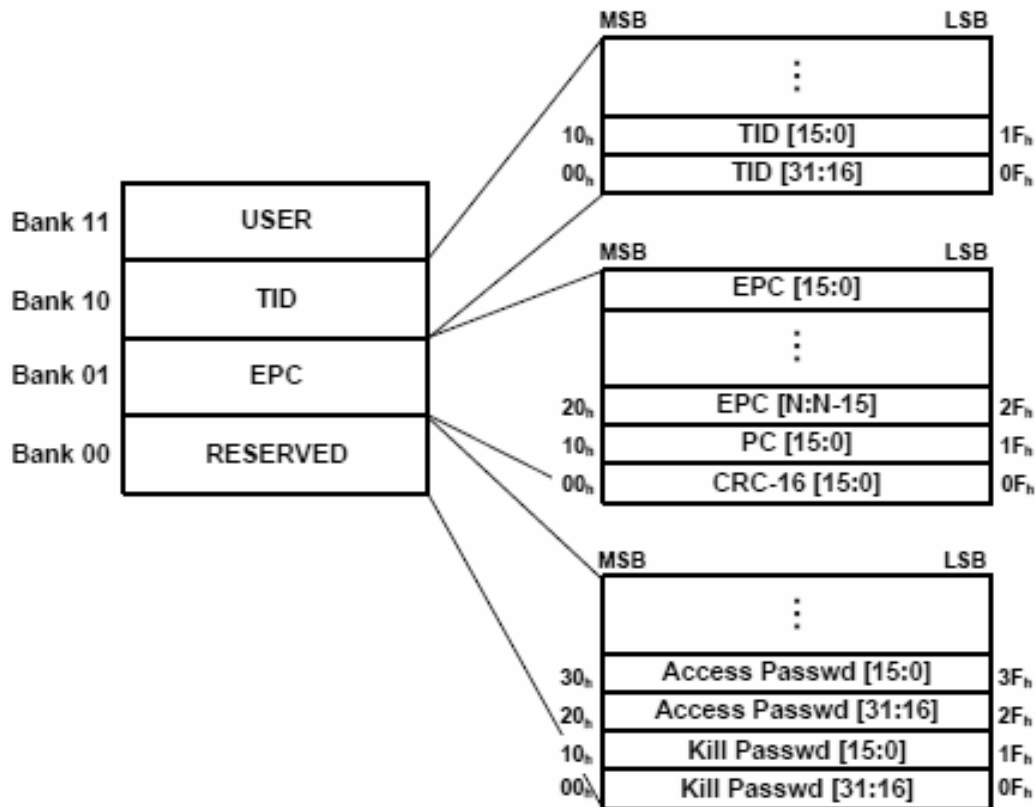 MSB LSB
⋮
10h TID [15:0] 1Fh
00h TID [31:16] 0Fh
Bank 11 USER
Bank 10 TID
Bank 01 EPC
Bank 00 RESERVED
MSB LSB
EPC [15:0]
⋮
20h EPC [N:N-15] 2Fh
10h PC [15:0] 1Fh
00h CRC-16 [15:0] 0Fh
MSB LSB
⋮
30h Access Passwd [15:0] 3Fh
20h Access Passwd [31:16] 2Fh
10h Kill Passwd [15:0] 1Fh
00h Kill Passwd [31:16] 0Fh